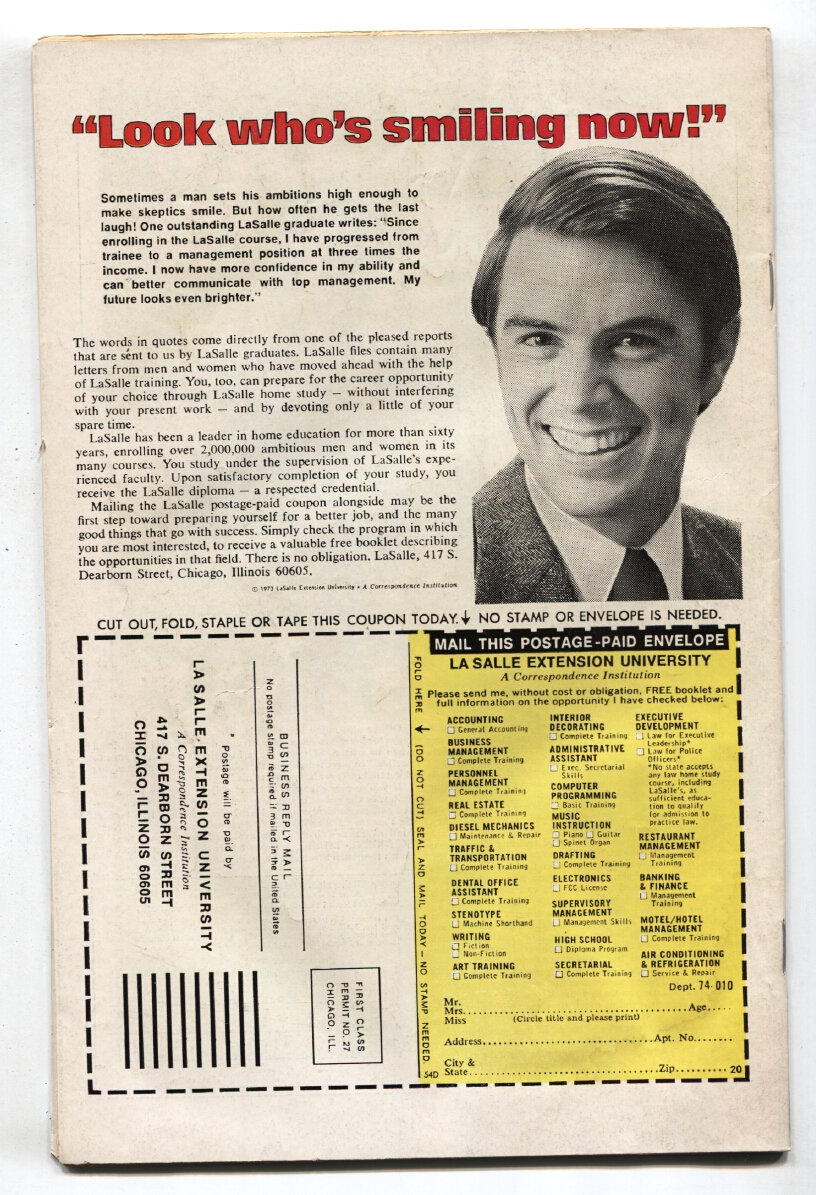 “Look who's smiling now!”
Sometimes a man sets his ambitions high enough to
make skeptics smile. But how often he gets the last
laugh! One outstanding LaSalle graduate writes: “Since
enrolling in the LaSalle course, I have progressed from
trainee to a management position at three times the
income. I now have more confidence in my ability and
can better communicate with top management. My
future looks even brighter.”
The words in quotes come directly from one of the pleased reports
that are sent to us by LaSalle graduates. LaSalle files contain many
letters from men and women who have moved ahead with the help
of LaSalle training. You, too, can prepare for the career opportunity
of your choice through LaSalle home study — without interfering
with your present work — and by devoting only a little of your
spare time.
LaSalle has been a leader in home education for more than sixty
years, enrolling over 2,000,000 ambitious men and women in its
many courses. You study under the supervision of LaSalle's expe-
rienced faculty. Upon satisfactory completion of your study, you
receive the LaSalle diploma — a respected credential.
Mailing the LaSalle postage-paid coupon alongside may be the
first step toward preparing yourself for a better job, and the many
good things that go with success. Simply check the program in which
you are most interested, to receive a valuable free booklet describing
the opportunities in that field. There is no obligation. LaSalle, 417 S.
Dearborn Street, Chicago, Illinois 60605.
© 1973 LaSalle Extension University • A Correspondence Institution
CUT OUT, FOLD, STAPLE OR TAPE THIS COUPON TODAY. ↓ NO STAMP OR ENVELOPE IS NEEDED.
BUSINESS REPLY MAIL
No postage stamp required if mailed in the United States
Postage will be paid by
LA SALLE EXTENSION UNIVERSITY
A Correspondence Institution
417 S. DEARBORN STREET
CHICAGO, ILLINOIS 60605
FIRST CLASS
PERMIT NO. 27
CHICAGO, ILL.
FOLD HERE ← (DO NOT CUT) SEAL AND MAIL TODAY — NO STAMP NEEDED
MAIL THIS POSTAGE-PAID ENVELOPE
LA SALLE EXTENSION UNIVERSITY
A Correspondence Institution
Please send me, without cost or obligation, FREE booklet and
full information on the opportunity I have checked below:
ACCOUNTING
☐ General Accounting
BUSINESS
MANAGEMENT
☐ Complete Training
PERSONNEL
MANAGEMENT
☐ Complete Training
REAL ESTATE
☐ Complete Training
DIESEL MECHANICS
☐ Maintenance & Repair
TRAFFIC &
TRANSPORTATION
☐ Complete Training
DENTAL OFFICE
ASSISTANT
☐ Complete Training
STENOTYPE
☐ Machine Shorthand
WRITING
☐ Fiction
☐ Non-Fiction
ART TRAINING
☐ Complete Training
INTERIOR
DECORATING
☐ Complete Training
ADMINISTRATIVE
ASSISTANT
☐ Exec. Secretarial
Skills
COMPUTER
PROGRAMMING
☐ Basic Training
MUSIC
INSTRUCTION
☐ Piano ☐ Guitar
☐ Spinet Organ
DRAFTING
☐ Complete Training
ELECTRONICS
☐ FCC License
SUPERVISORY
MANAGEMENT
☐ Management Skills
HIGH SCHOOL
☐ Diploma Program
SECRETARIAL
☐ Complete Training
EXECUTIVE
DEVELOPMENT
☐ Law for Executive
Leadership*
☐ Law for Police
Officers*
*No state accepts
any law home study
course, including
LaSalle's, as
sufficient educa-
tion to qualify
for admission to
practice law.
RESTAURANT
MANAGEMENT
☐ Management
Training
BANKING
& FINANCE
☐ Management
Training
MOTEL/HOTEL
MANAGEMENT
☐ Complete Training
AIR CONDITIONING
& REFRIGERATION
☐ Service & Repair
Dept. 74-010
Mr.
Mrs. Age
Miss (Circle title and please print)
Address Apt. No.
City &
State Zip
54D
20